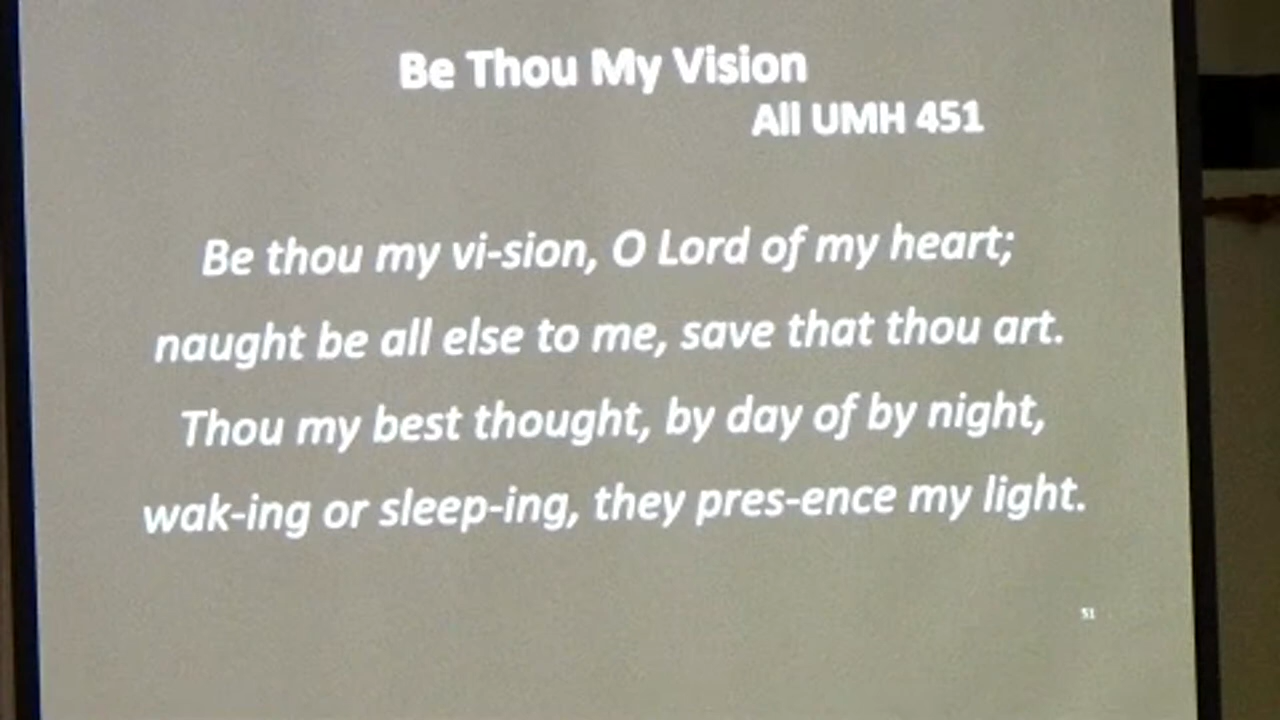 Be Thou My Vision
All UMH 451
Be thou my vi-sion, O Lord of my heart;
naught be all else to me, save that thou art.
Thou my best thought, by day of by night,
wak-ing or sleep-ing, they pres-ence my light.
51